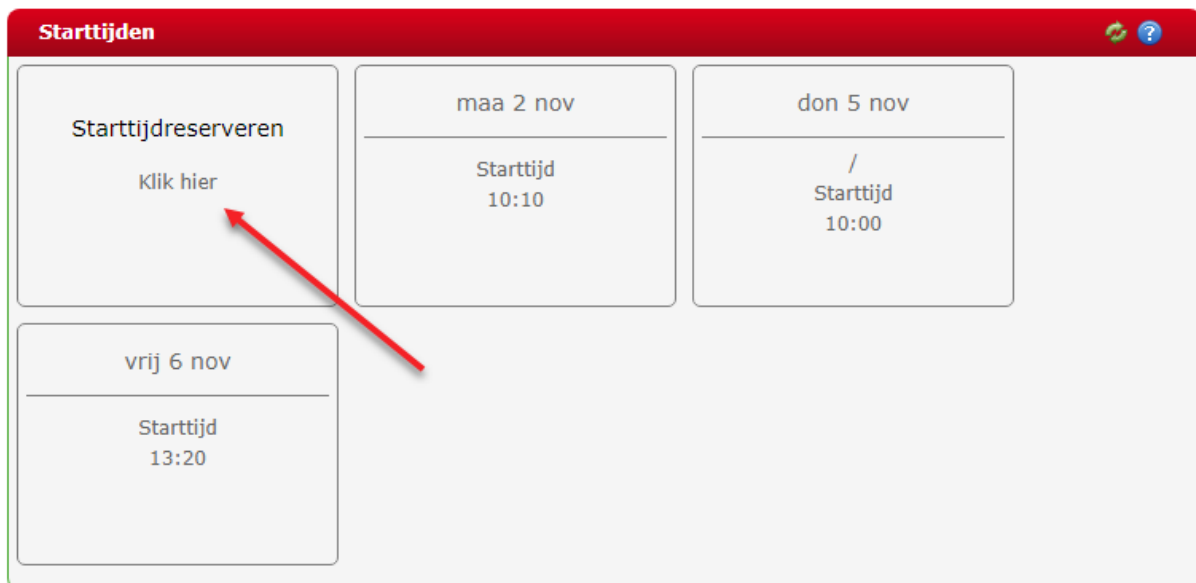 Starttijden
Starttijdreserveren
Klik hier
maa 2 nov
Starttijd
10:10
don 5 nov
/
Starttijd
10:00
vrij 6 nov
Starttijd
13:20